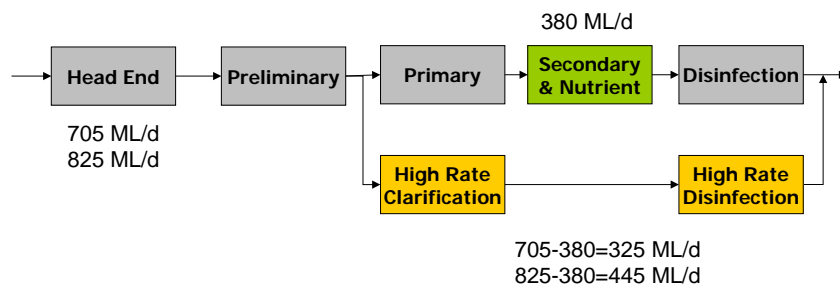 380 ML/d
Head End
Preliminary
Primary
Secondary
& Nutrient
Disinfection
705 ML/d
825 ML/d
High Rate
Clarification
High Rate
Disinfection
705-380=325 ML/d
825-380=445 ML/d